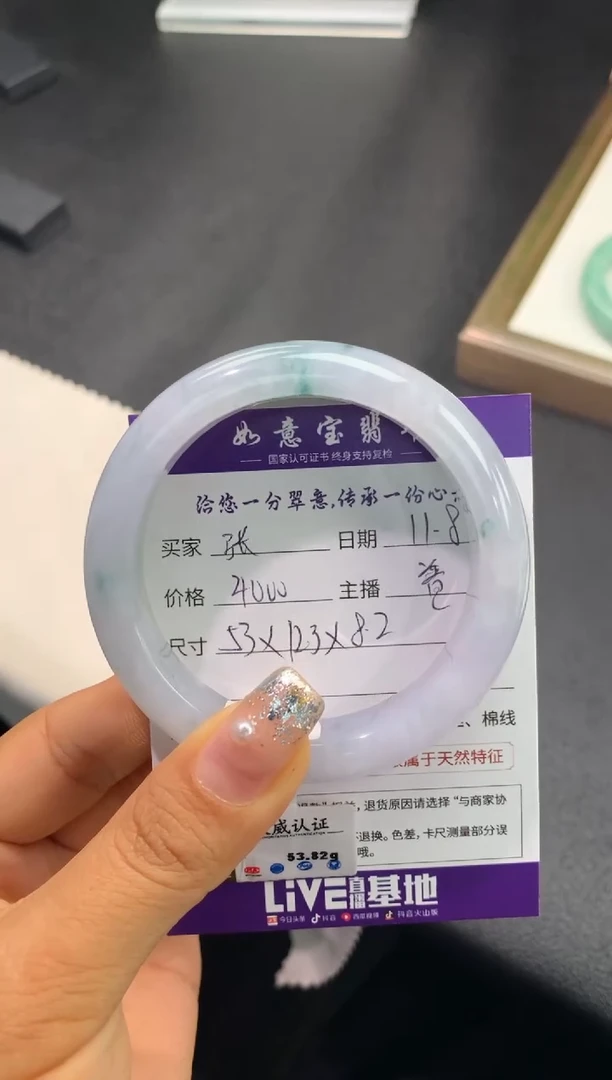 如意宝翡
国家认可证书 终身支持复检
给您一分翠意,传承一份心
买家 张 日期 11-8
价格 4000 主播
尺寸 53X12.3X8.2
、棉线
属于天然特征
退货原因请选择“与商家协
不退换。色差,卡尺测量部分误
哦。
威认证
53.82g
LiVE直播基地
今日头条 抖音 西瓜视频 抖音火山版